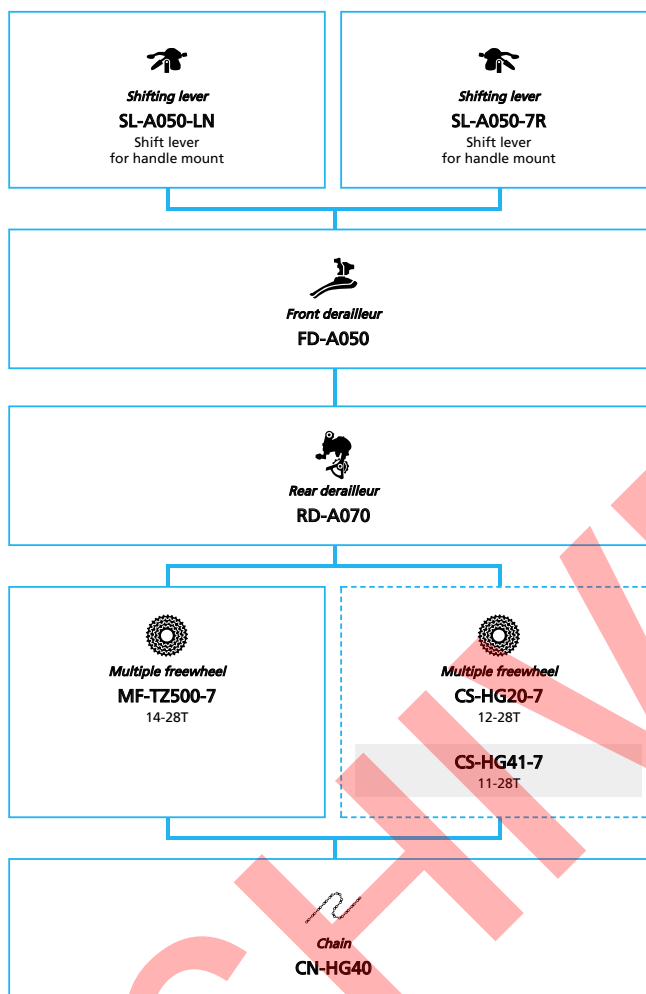 Shifting lever
SL-A050-LN
Shift lever
for handle mount
Shifting lever
SL-A050-7R
Shift lever
for handle mount
Front derailleur
FD-A050
Rear derailleur
RD-A070
Multiple freewheel
MF-TZ500-7
14-28T
Multiple freewheel
CS-HG20-7
12-28T
CS-HG41-7
11-28T
Chain
CN-HG40